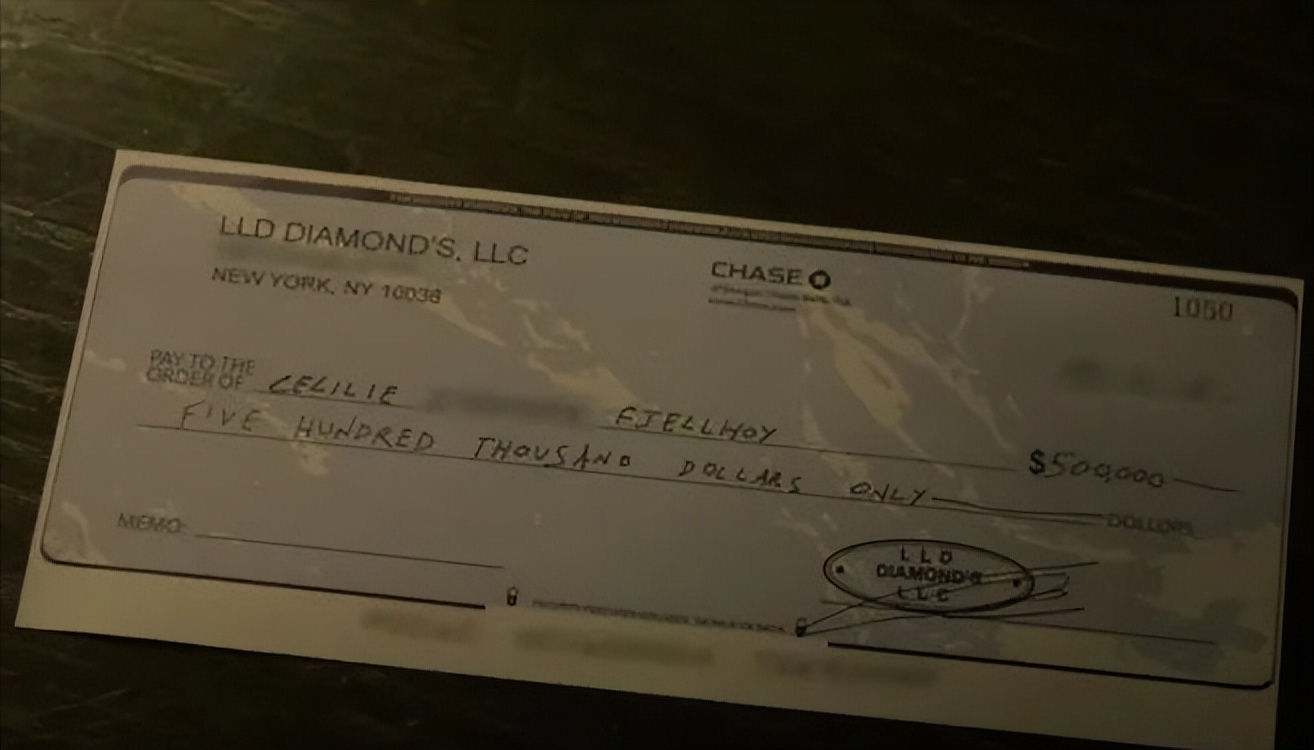 LLD DIAMOND'S, LLC
NEW YORK, NY 10036
CHASE
1050
PAY TO THE
ORDER OF CECILIE FJELLHOY
$500,000
FIVE HUNDRED THOUSAND DOLLARS ONLY DOLLARS
MEMO:
LLD
DIAMOND'S
LLC